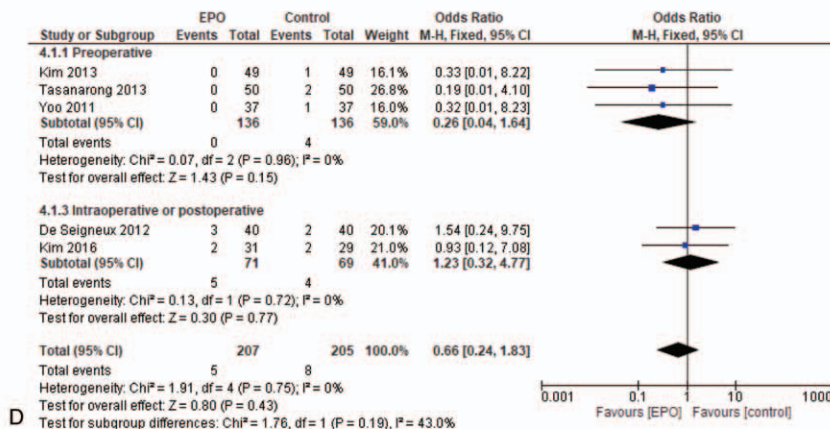 EPO Control Odds Ratio Odds Ratio
Study or Subgroup Events Total Events Total Weight M-H, Fixed, 95% CI M-H, Fixed, 95% CI
4.1.1 Preoperative
Kim 2013 0 49 1 49 16.1% 0.33 [0.01, 8.22]
Tasanarong 2013 0 50 2 50 26.8% 0.19 [0.01, 4.10]
Yoo 2011 0 37 1 37 16.0% 0.32 [0.01, 8.23]
Subtotal (95% CI) 136 136 59.0% 0.26 [0.04, 1.64]
Total events 0 4
Heterogeneity: Chi² = 0.07, df = 2 (P = 0.96); I² = 0%
Test for overall effect: Z = 1.43 (P = 0.15)
4.1.3 Intraoperative or postoperative
De Seigneux 2012 3 40 2 40 20.1% 1.54 [0.24, 9.75]
Kim 2016 2 31 2 29 21.0% 0.93 [0.12, 7.08]
Subtotal (95% CI) 71 69 41.0% 1.23 [0.32, 4.77]
Total events 5 4
Heterogeneity: Chi² = 0.13, df = 1 (P = 0.72); I² = 0%
Test for overall effect: Z = 0.30 (P = 0.77)
Total (95% CI) 207 205 100.0% 0.66 [0.24, 1.83]
Total events 5 8
Heterogeneity: Chi² = 1.91, df = 4 (P = 0.75); I² = 0%
Test for overall effect: Z = 0.80 (P = 0.43)
Test for subgroup differences: Chi² = 1.76, df = 1 (P = 0.19), I² = 43.0%
0.001 0.1 1 10 1000
Favours [EPO] Favours [control]
D